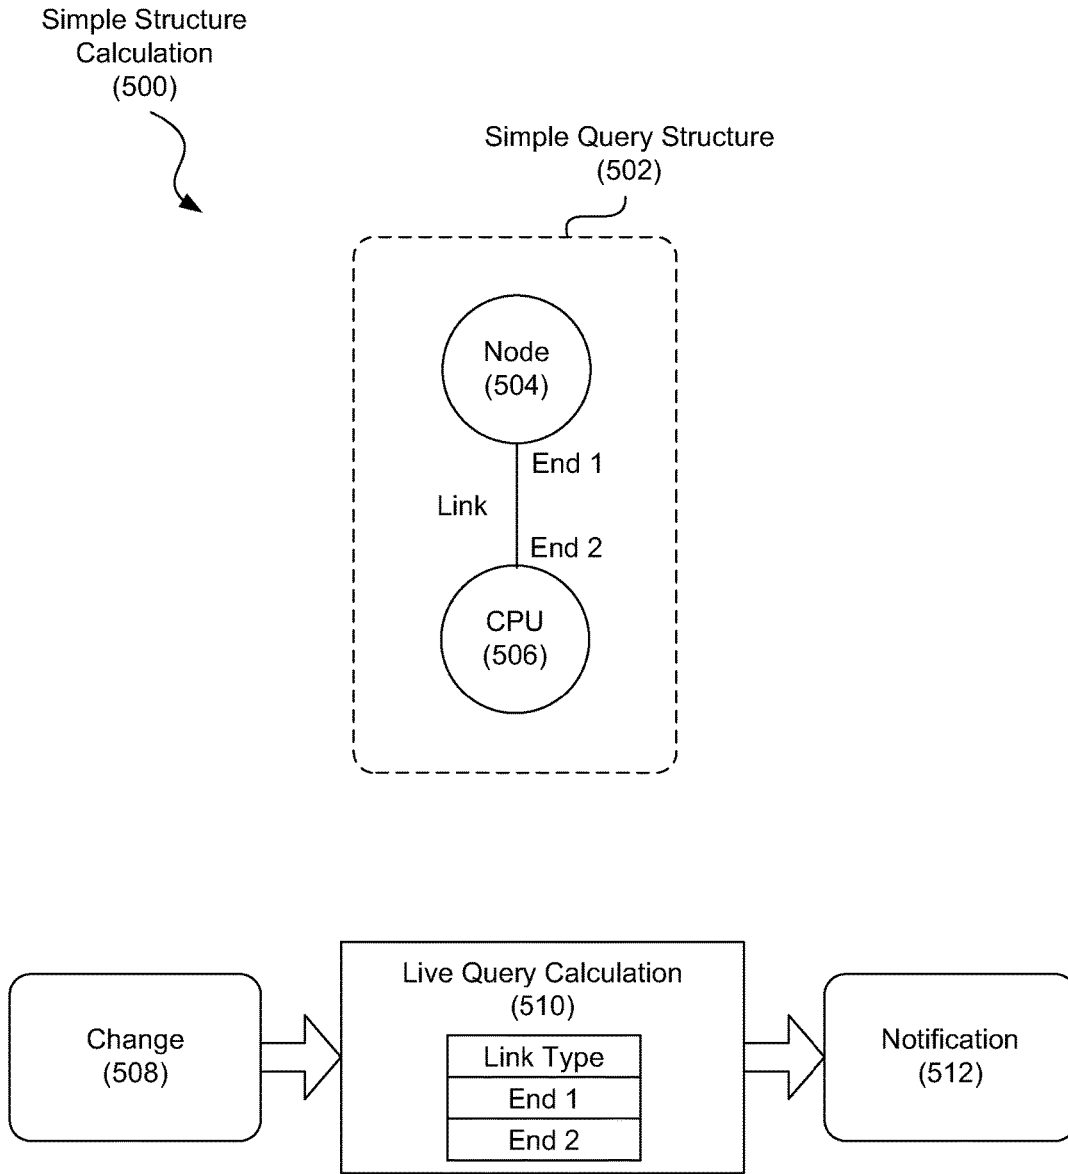 Simple Structure
Calculation
(500)
Simple Query Structure
(502)
Node
(504)
End 1
Link
End 2
CPU
(506)
Live Query Calculation
(510)
Change
(508)
Link Type
End 1
End 2
Notification
(512)